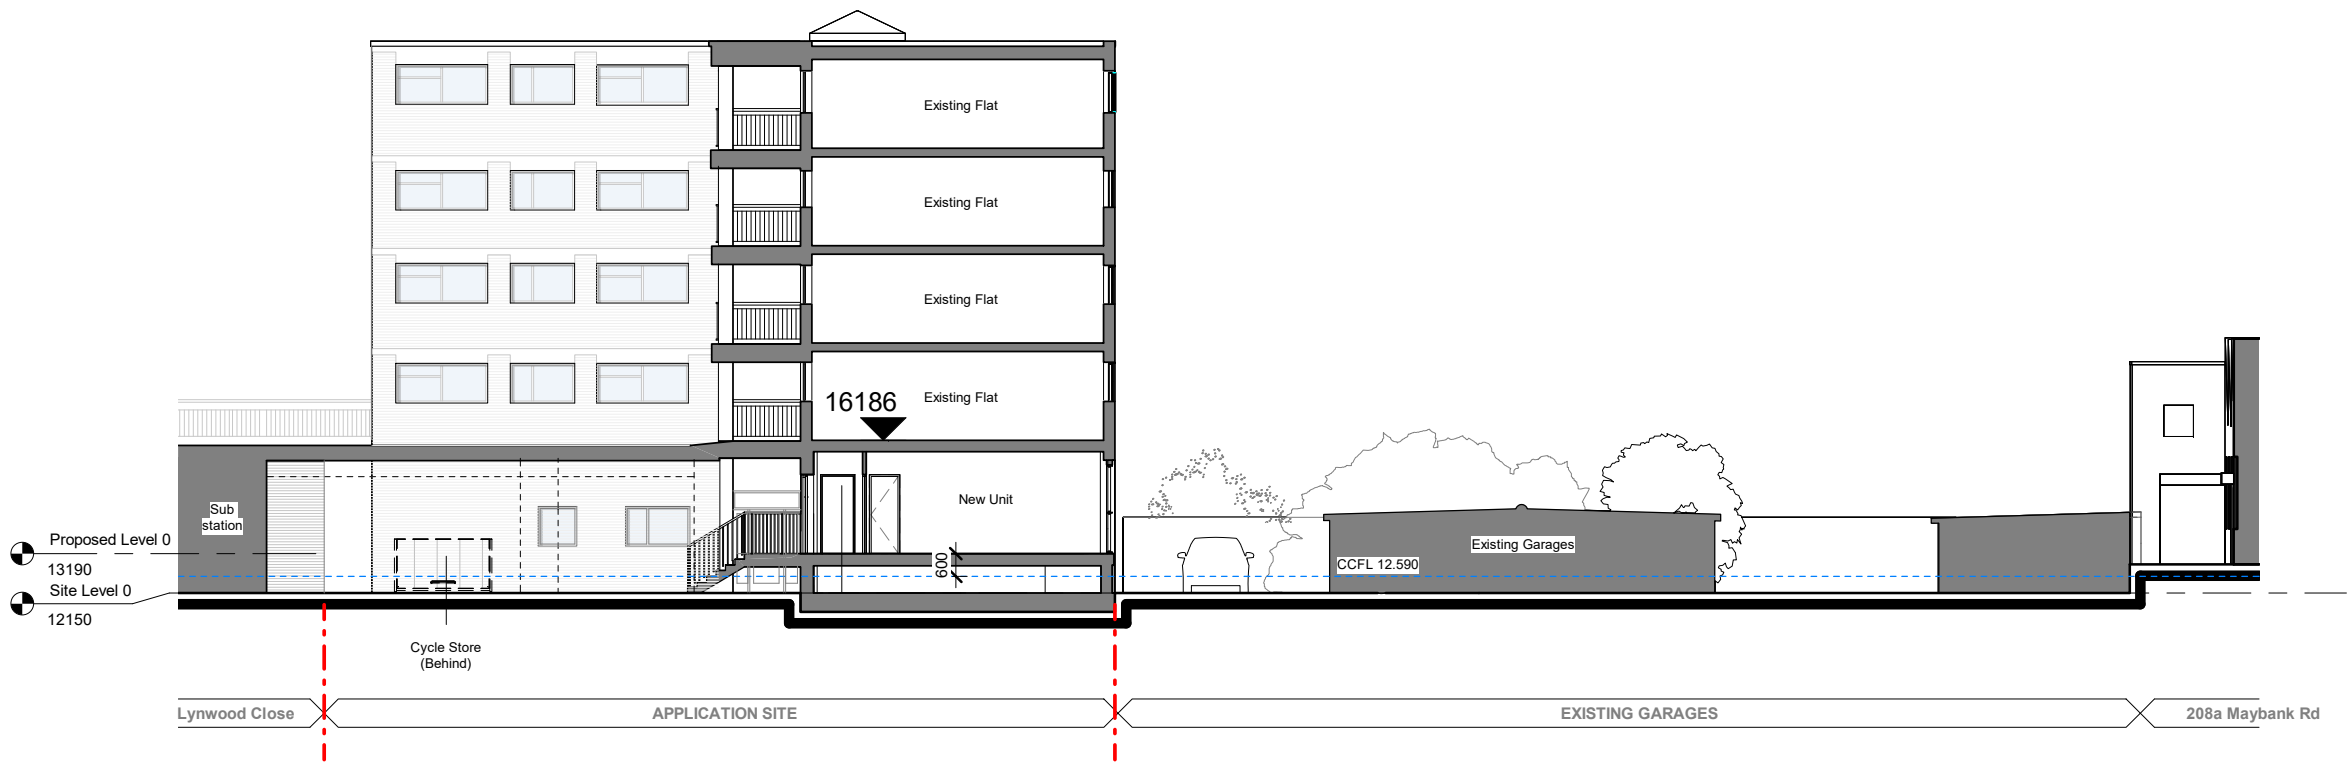 Existing Flat
Existing Flat
Existing Flat
Existing Flat
16186
New Unit
Sub
station
Proposed Level 0
13190
Site Level 0
12150
600
Existing Garages
CCFL 12.590
Cycle Store
(Behind)
Lynwood Close
APPLICATION SITE
EXISTING GARAGES
208a Maybank Rd